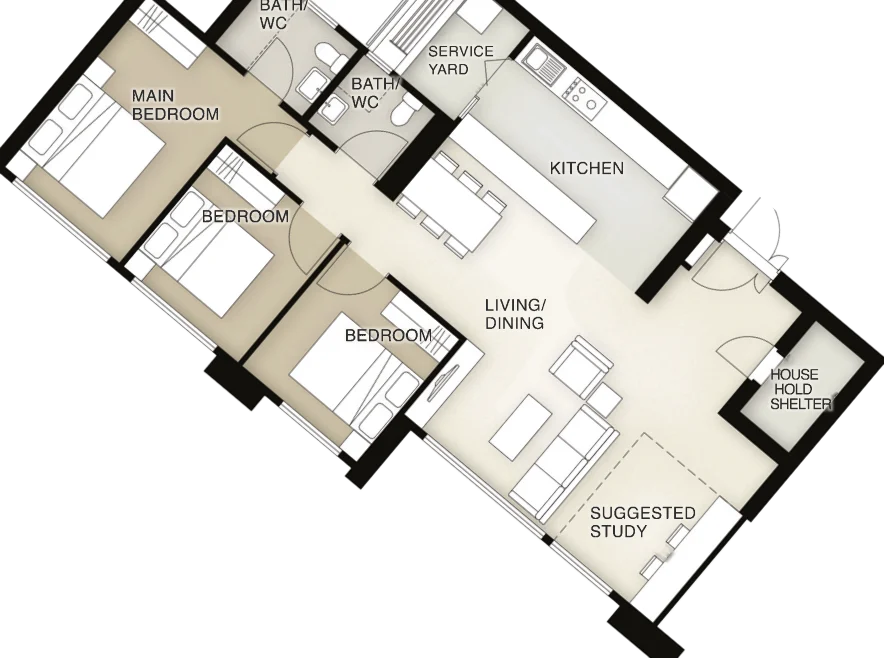 BATH/
WC
SERVICE
YARD
BATH/
WC
MAIN
BEDROOM
KITCHEN
BEDROOM
LIVING/
DINING
BEDROOM
HOUSE
HOLD
SHELTER
SUGGESTED
STUDY